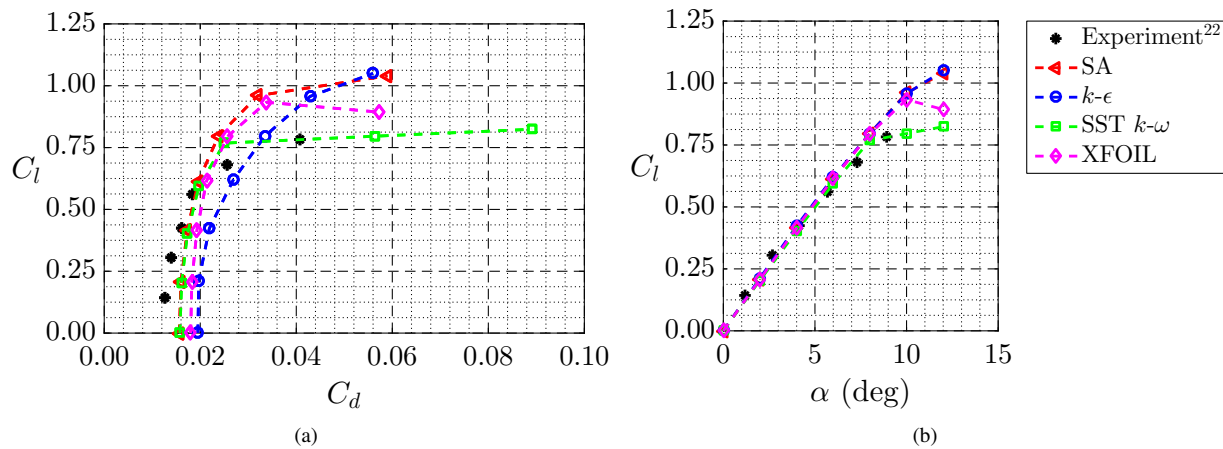 1.25
1.00
0.75
0.50
0.25
0.00
C_l
0.00 0.02 0.04 0.06 0.08 0.10
C_d
(a)
1.25
1.00
0.75
0.50
0.25
0.00
C_l
0 5 10 15
α (deg)
(b)
Experiment²²
SA
k-ϵ
SST k-ω
XFOIL